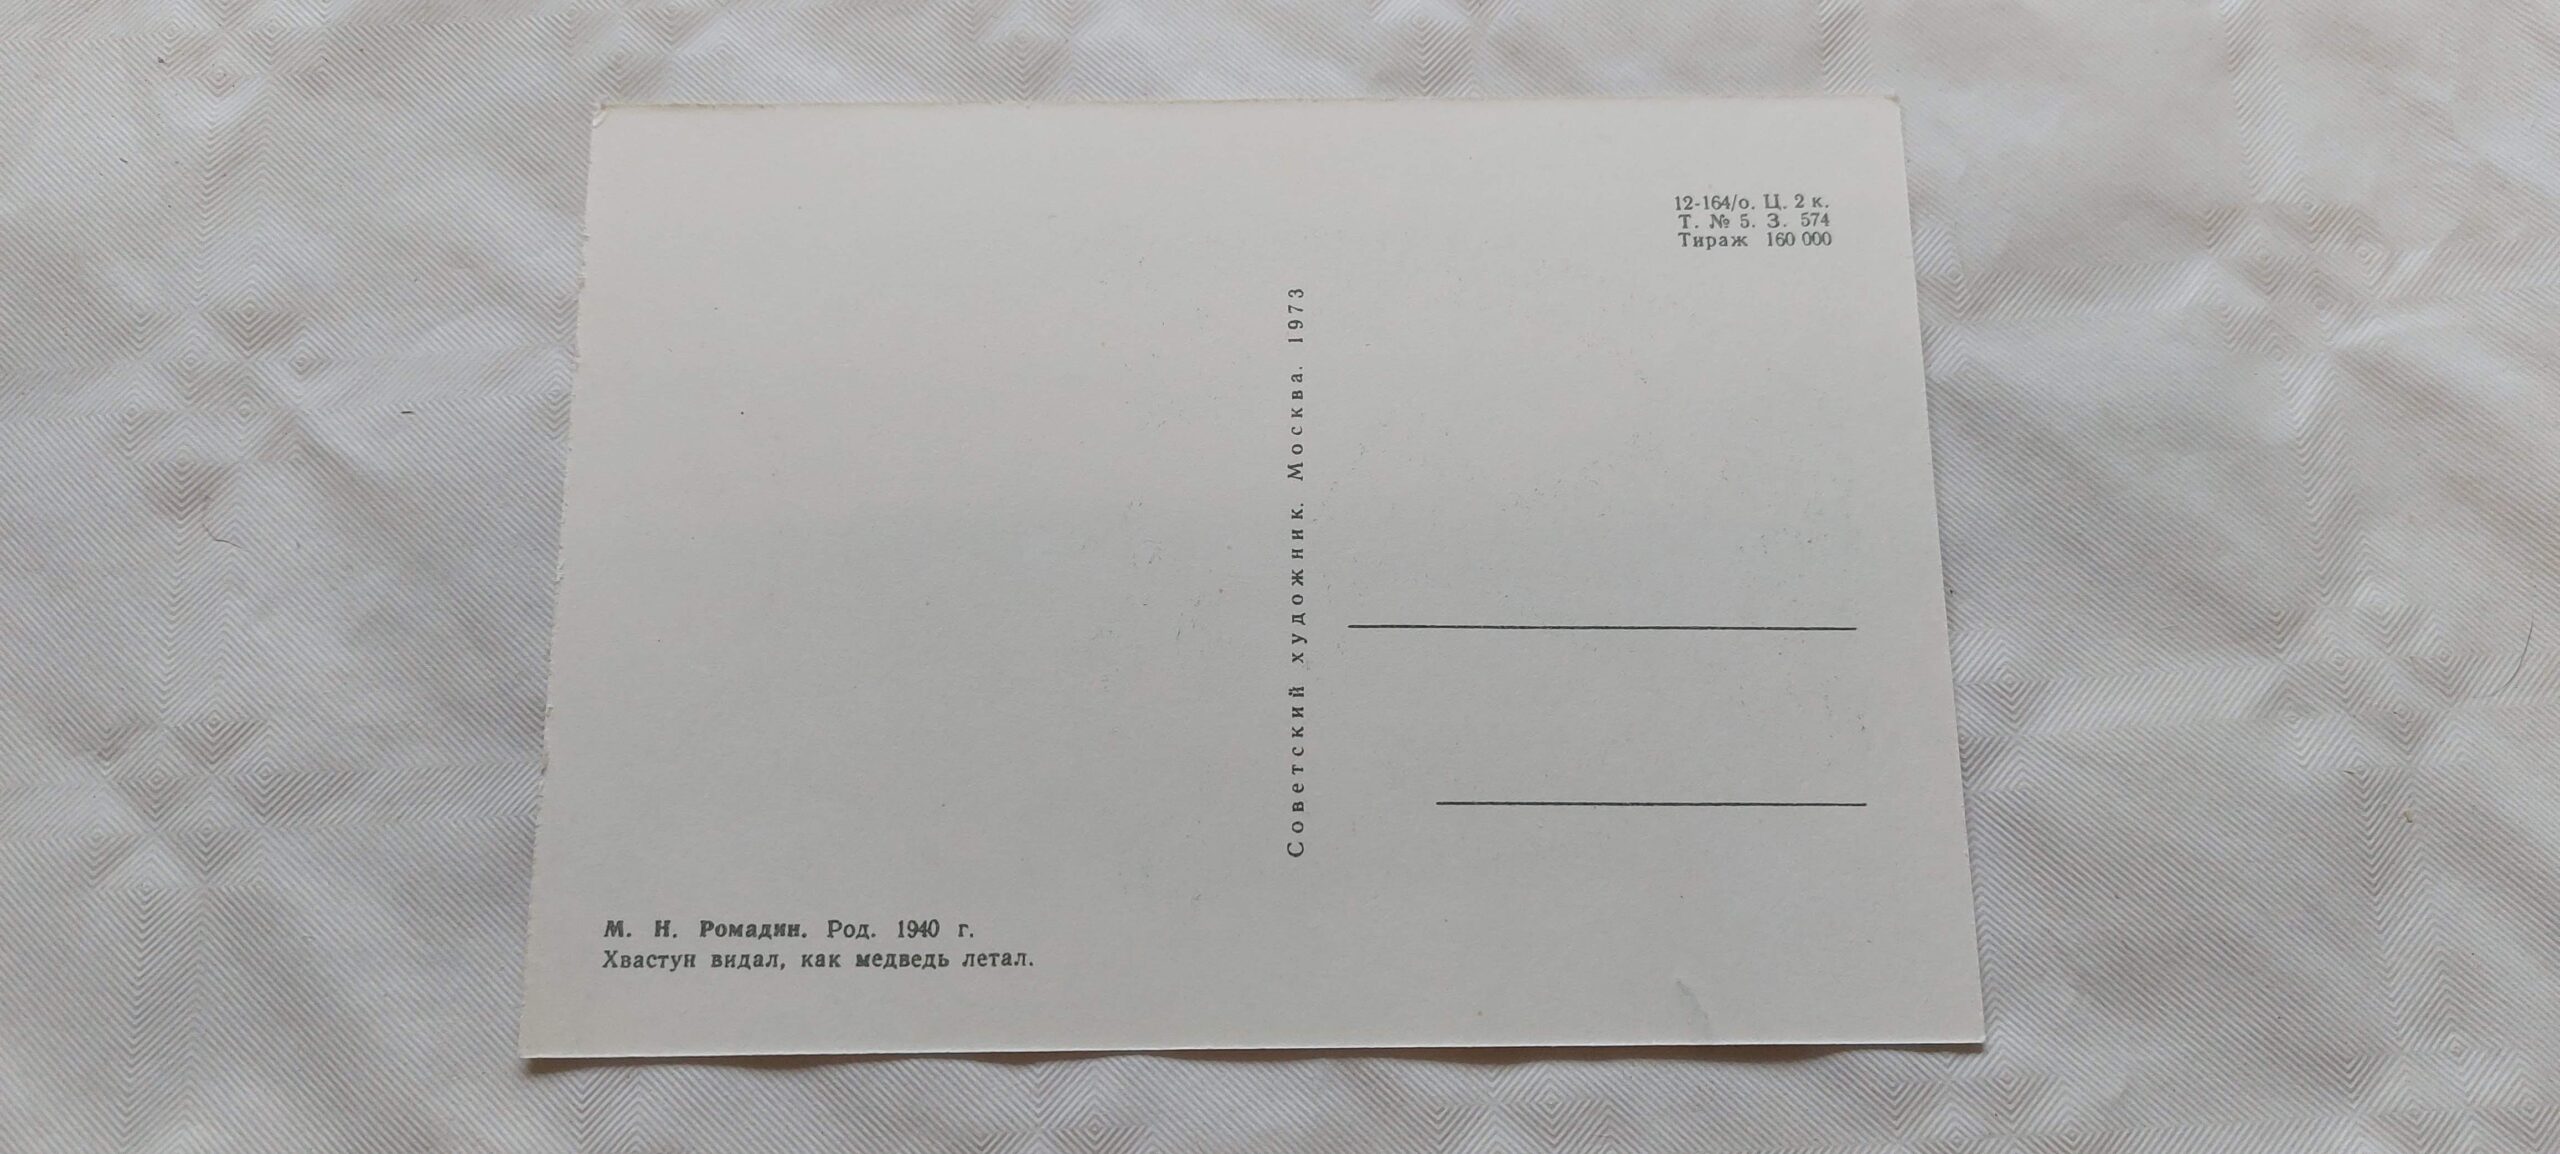 12-164/о. Ц. 2 к.
Т. № 5. З. 574
Тираж 160 000
Советский художник. Москва. 1973
М. Н. Ромадин. Род. 1940 г.
Хвастун видал, как медведь летал.